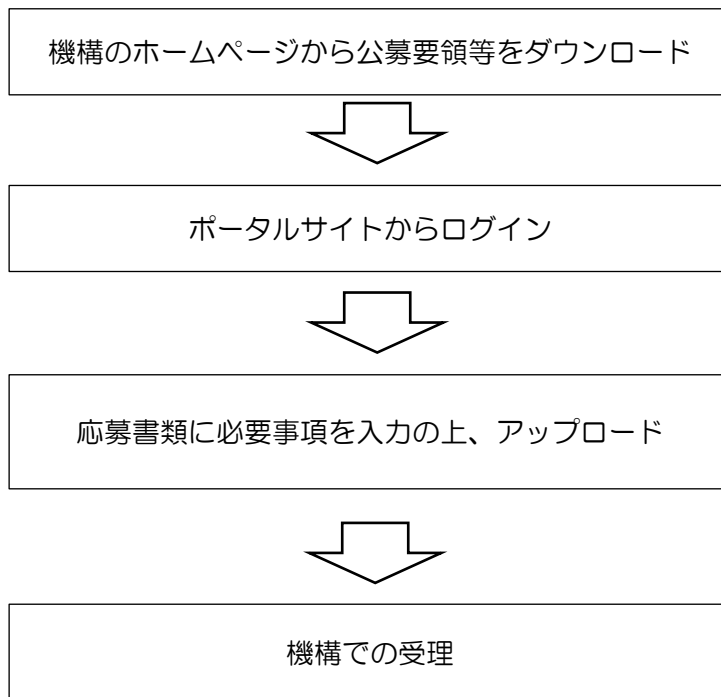 機構のホームページから公募要領等をダウンロード
ポータルサイトからログイン
応募書類に必要事項を入力の上、アップロード
機構での受理